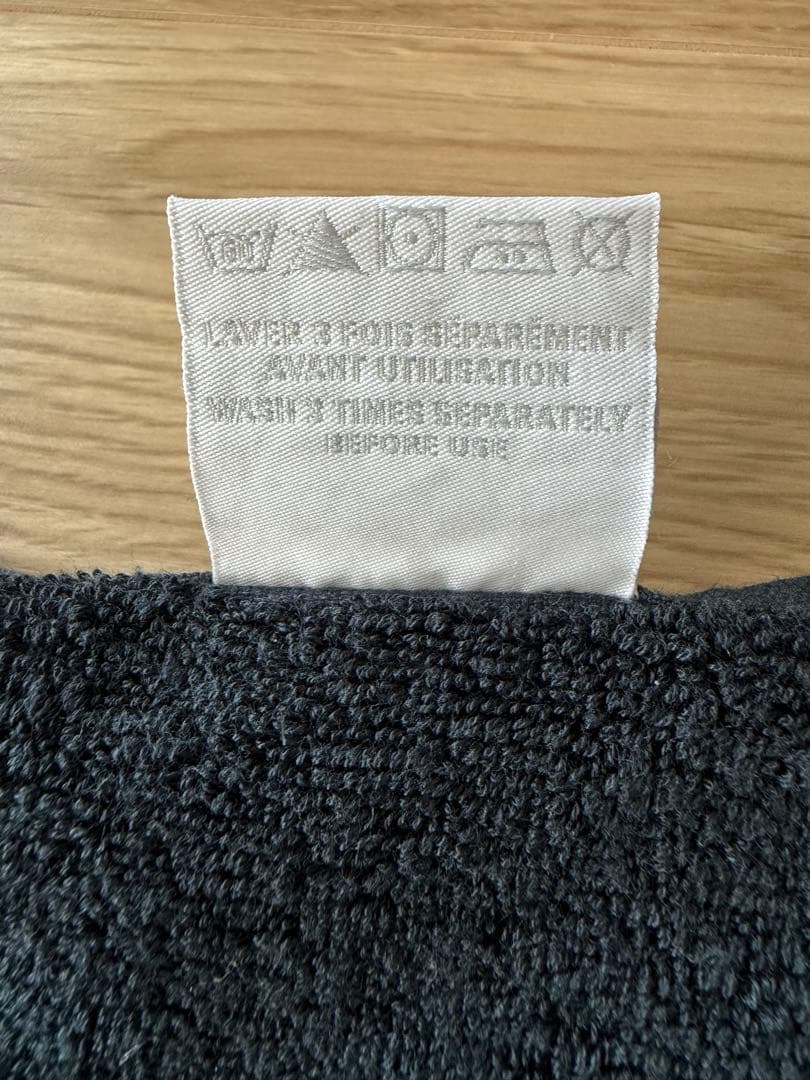 LAVER 3 FOIS SÉPARÉMENT
AVANT UTILISATION
WASH 3 TIMES SEPARATELY
BEFORE USE